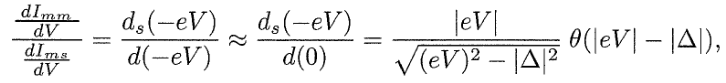 \frac{\frac{dI_{mm}}{dV}}{\frac{dI_{ms}}{dV}} = \frac{d_s(-eV)}{d(-eV)} \approx \frac{d_s(-eV)}{d(0)} = \frac{|eV|}{\sqrt{(eV)^2 - |\Delta|^2}} \theta(|eV| - |\Delta|),